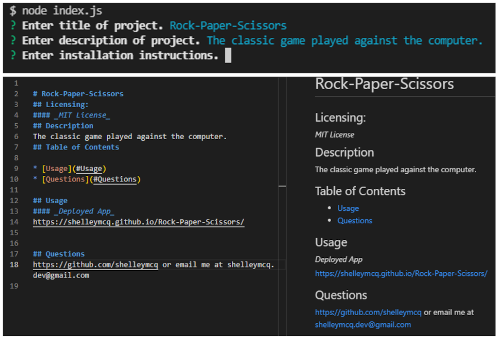 $ node index.js
? Enter title of project. Rock-Paper-Scissors
? Enter description of project. The classic game played against the computer.
? Enter installation instructions.
1
2 # Rock-Paper-Scissors
3 ## Licensing:
4 #### _MIT License_
5 ## Description
6 The classic game played against the computer.
7 ## Table of Contents
8
9 * [Usage](#Usage)
10 * [Questions](#Questions)
11
12 ## Usage
13 #### _Deployed App_
14 https://shelleymcq.github.io/Rock-Paper-Scissors/
15
16
17 ## Questions
18 https://github.com/shelleymcq or email me at shelleymcq.
dev@gmail.com
19
Rock-Paper-Scissors
Licensing:
MIT License
Description
The classic game played against the computer.
Table of Contents
• Usage
• Questions
Usage
Deployed App
https://shelleymcq.github.io/Rock-Paper-Scissors/
Questions
https://github.com/shelleymcq or email me at
shelleymcq.dev@gmail.com